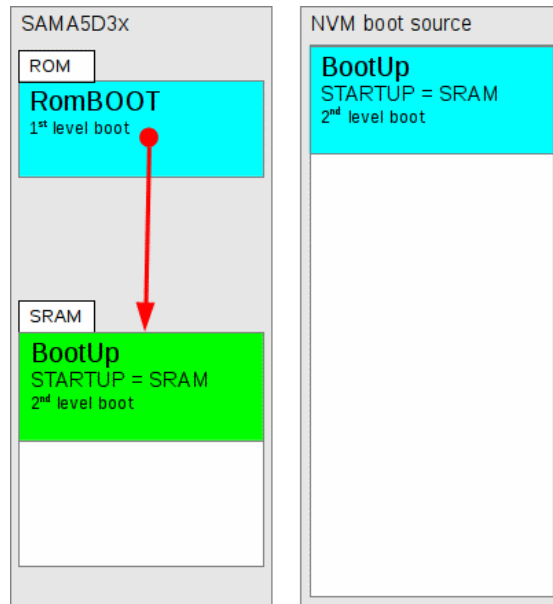 SAMA5D3x
ROM
RomBOOT
1st level boot
SRAM
BootUp
STARTUP = SRAM
2nd level boot
NVM boot source
BootUp
STARTUP = SRAM
2nd level boot